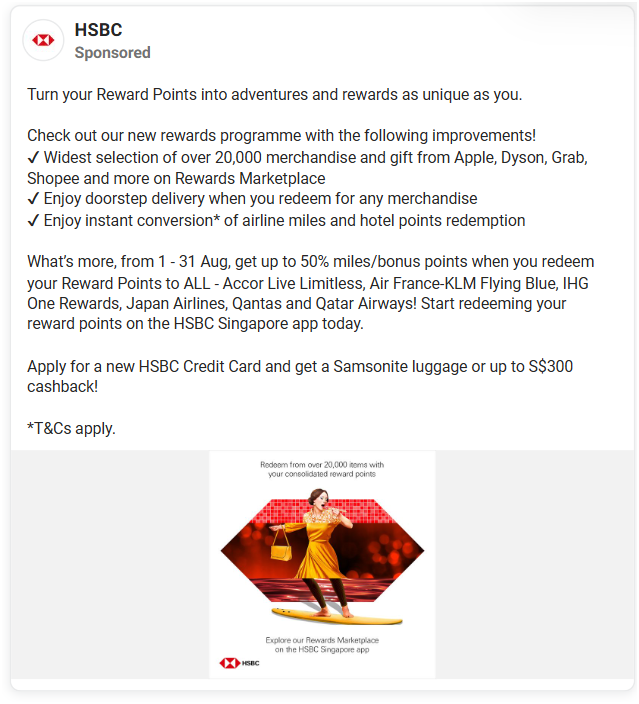 HSBC
Sponsored
Turn your Reward Points into adventures and rewards as unique as you.
Check out our new rewards programme with the following improvements!
✓ Widest selection of over 20,000 merchandise and gift from Apple, Dyson, Grab,
Shopee and more on Rewards Marketplace
✓ Enjoy doorstep delivery when you redeem for any merchandise
✓ Enjoy instant conversion* of airline miles and hotel points redemption
What's more, from 1 - 31 Aug, get up to 50% miles/bonus points when you redeem
your Reward Points to ALL - Accor Live Limitless, Air France-KLM Flying Blue, IHG
One Rewards, Japan Airlines, Qantas and Qatar Airways! Start redeeming your
reward points on the HSBC Singapore app today.
Apply for a new HSBC Credit Card and get a Samsonite luggage or up to S$300
cashback!
*T&Cs apply.
Redeem from over 20,000 items with
your consolidated reward points
Explore our Rewards Marketplace
on the HSBC Singapore app
HSBC